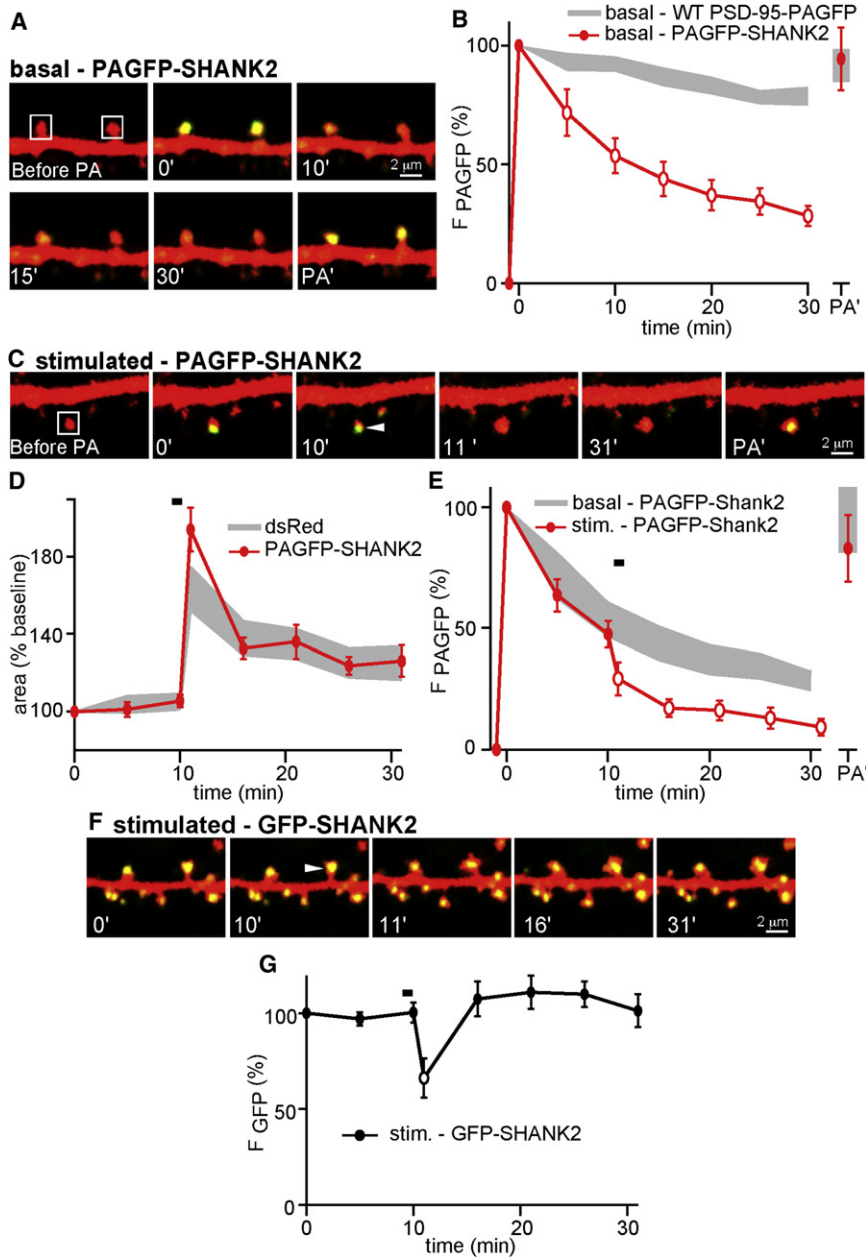 A
basal - PAGFP-SHANK2
Before PA
0'
10'
2 μm
15'
30'
PA'
B
basal - WT PSD-95-PAGFP
basal - PAGFP-SHANK2
F PAGFP (%)
100
50
0
0
10
20
30
PA'
time (min)
C stimulated - PAGFP-SHANK2
Before PA
0'
10'
11'
31'
PA'
2 μm
D
dsRed
PAGFP-SHANK2
area (% baseline)
180
140
100
0
10
20
30
time (min)
E
basal - PAGFP-Shank2
stim. - PAGFP-Shank2
F PAGFP (%)
100
50
0
0
10
20
30
PA'
time (min)
F stimulated - GFP-SHANK2
0'
10'
11'
16'
31'
2 μm
G
F GFP (%)
100
50
0
stim. - GFP-SHANK2
0
10
20
30
time (min)